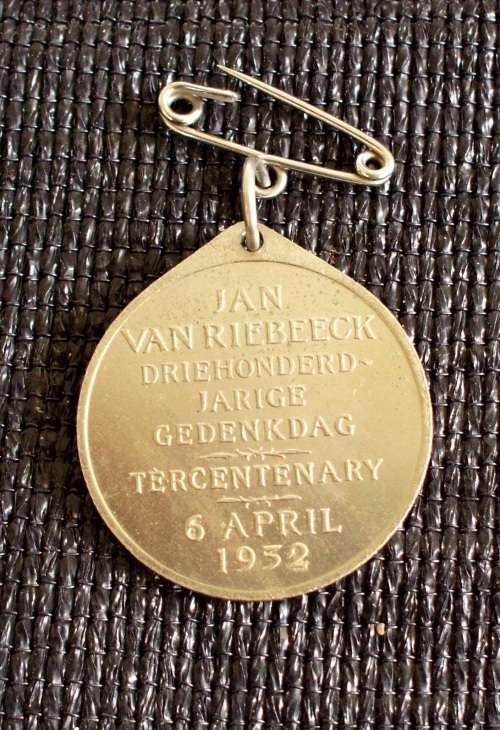 JAN
VAN RIEBEECK
DRIEHONDERD-
JARIGE
GEDENKDAG
TERCENTENARY
6 APRIL
1952